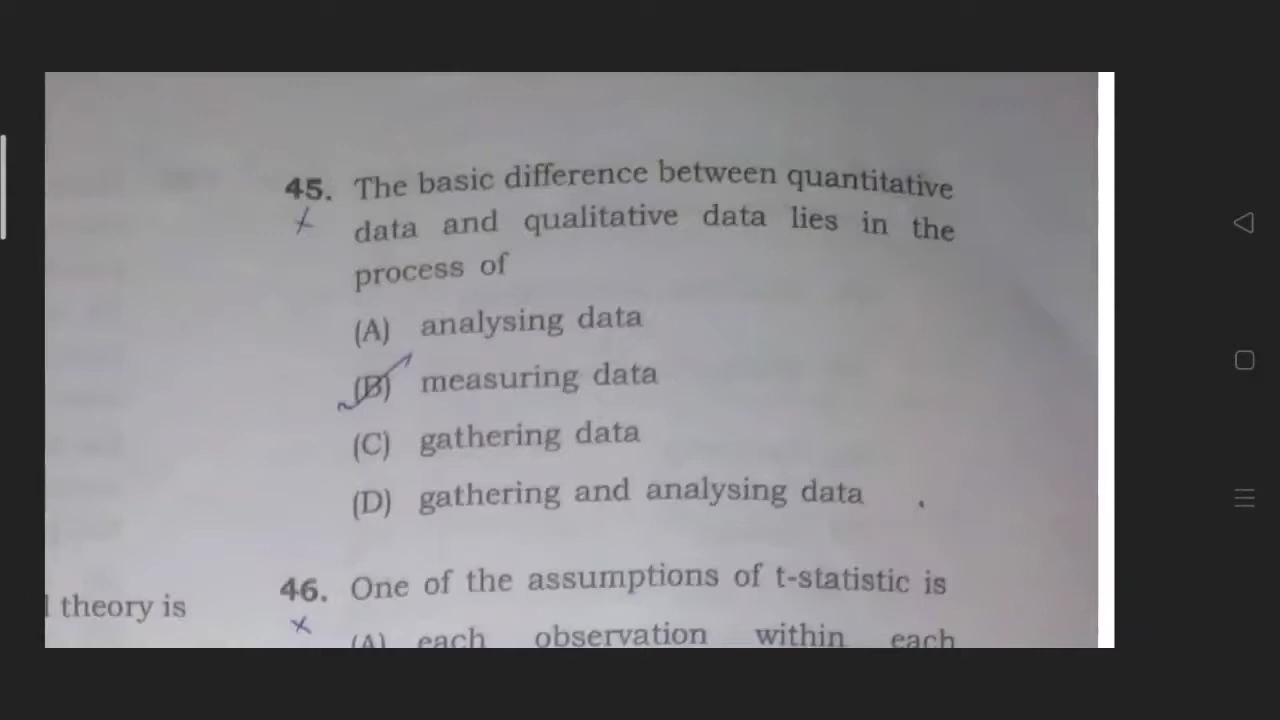 45. The basic difference between quantitative
data and qualitative data lies in the
process of
(A) analysing data
(B) measuring data
(C) gathering data
(D) gathering and analysing data
46. One of the assumptions of t-statistic is
theory is
(A) each observation within each